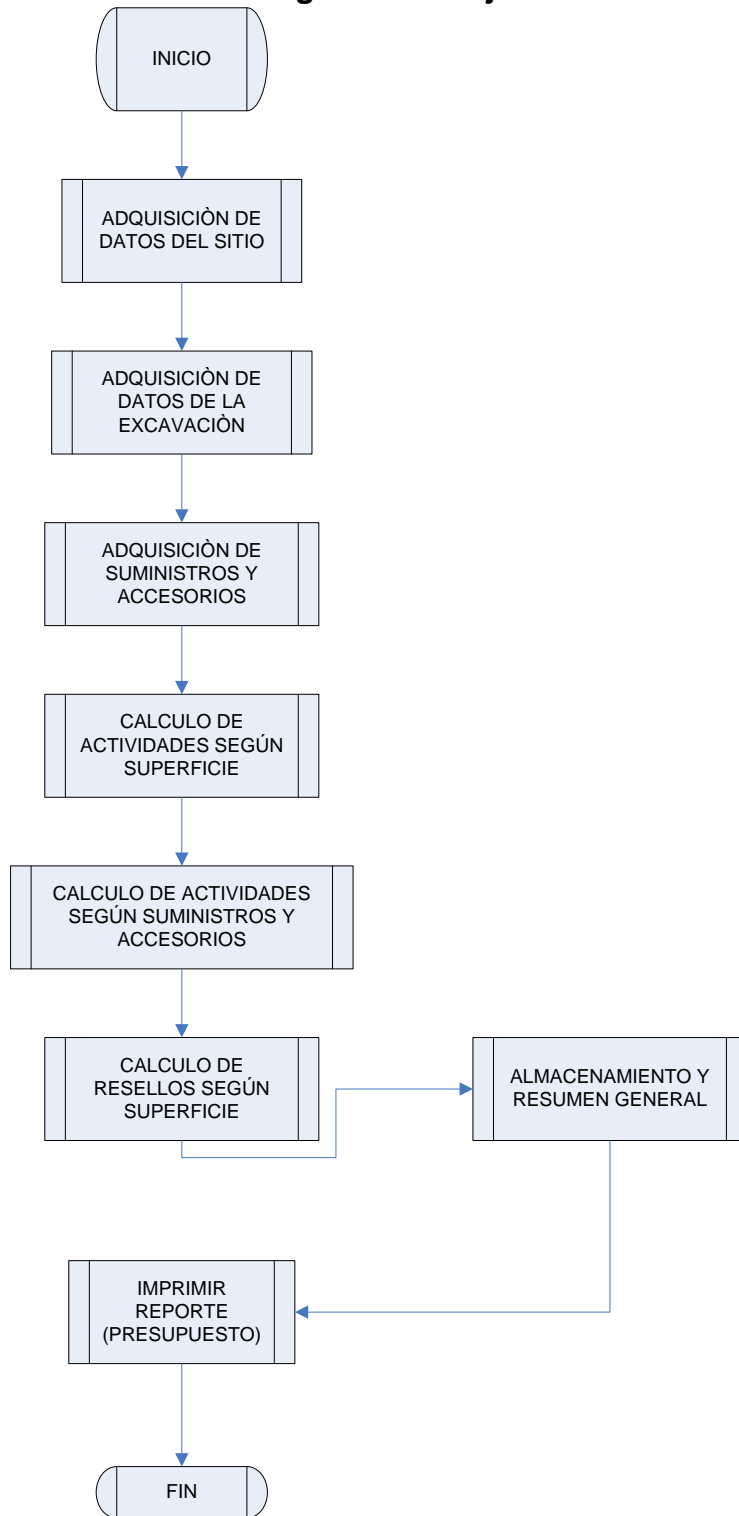 INICIO
ADQUISICIÒN DE
DATOS DEL SITIO
ADQUISICIÒN DE
DATOS DE LA
EXCAVACIÒN
ADQUISICIÒN DE
SUMINISTROS Y
ACCESORIOS
CALCULO DE
ACTIVIDADES SEGÚN
SUPERFICIE
CALCULO DE ACTIVIDADES
SEGÚN SUMINISTROS Y
ACCESORIOS
CALCULO DE
RESELLOS SEGÚN
SUPERFICIE
ALMACENAMIENTO Y
RESUMEN GENERAL
IMPRIMIR
REPORTE
(PRESUPUESTO)
FIN